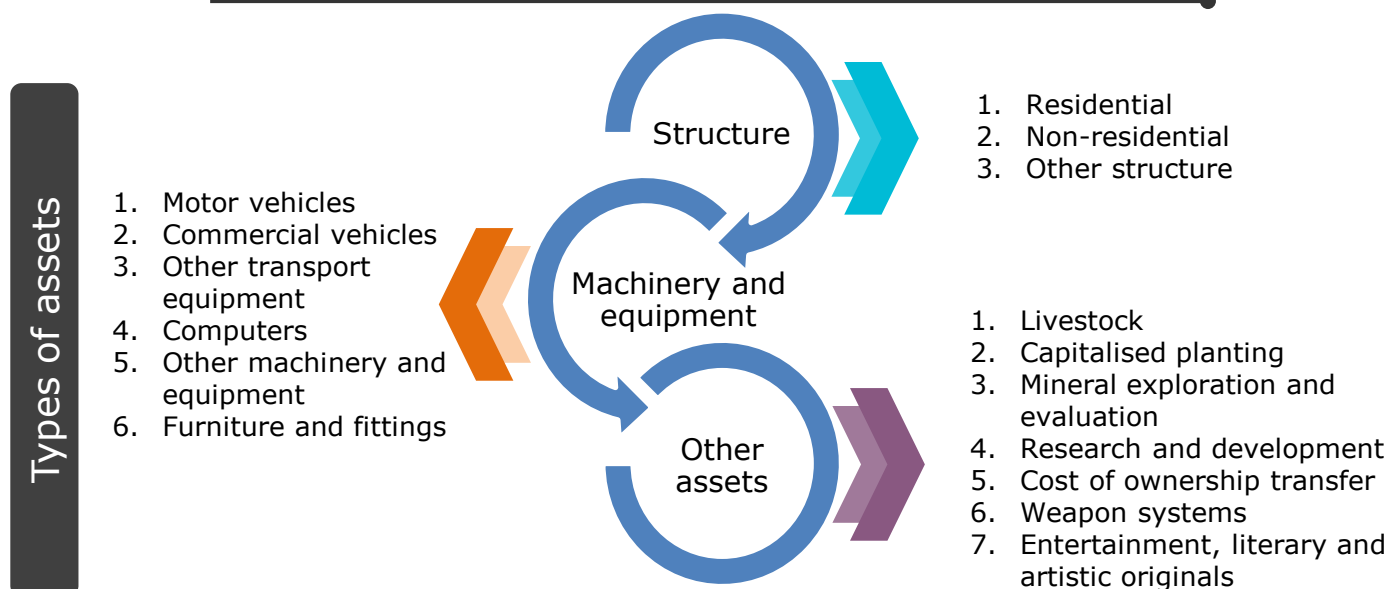 Types of assets
Structure
1. Residential
2. Non-residential
3. Other structure
Machinery and
equipment
1. Motor vehicles
2. Commercial vehicles
3. Other transport
equipment
4. Computers
5. Other machinery and
equipment
6. Furniture and fittings
Other
assets
1. Livestock
2. Capitalised planting
3. Mineral exploration and
evaluation
4. Research and development
5. Cost of ownership transfer
6. Weapon systems
7. Entertainment, literary and
artistic originals